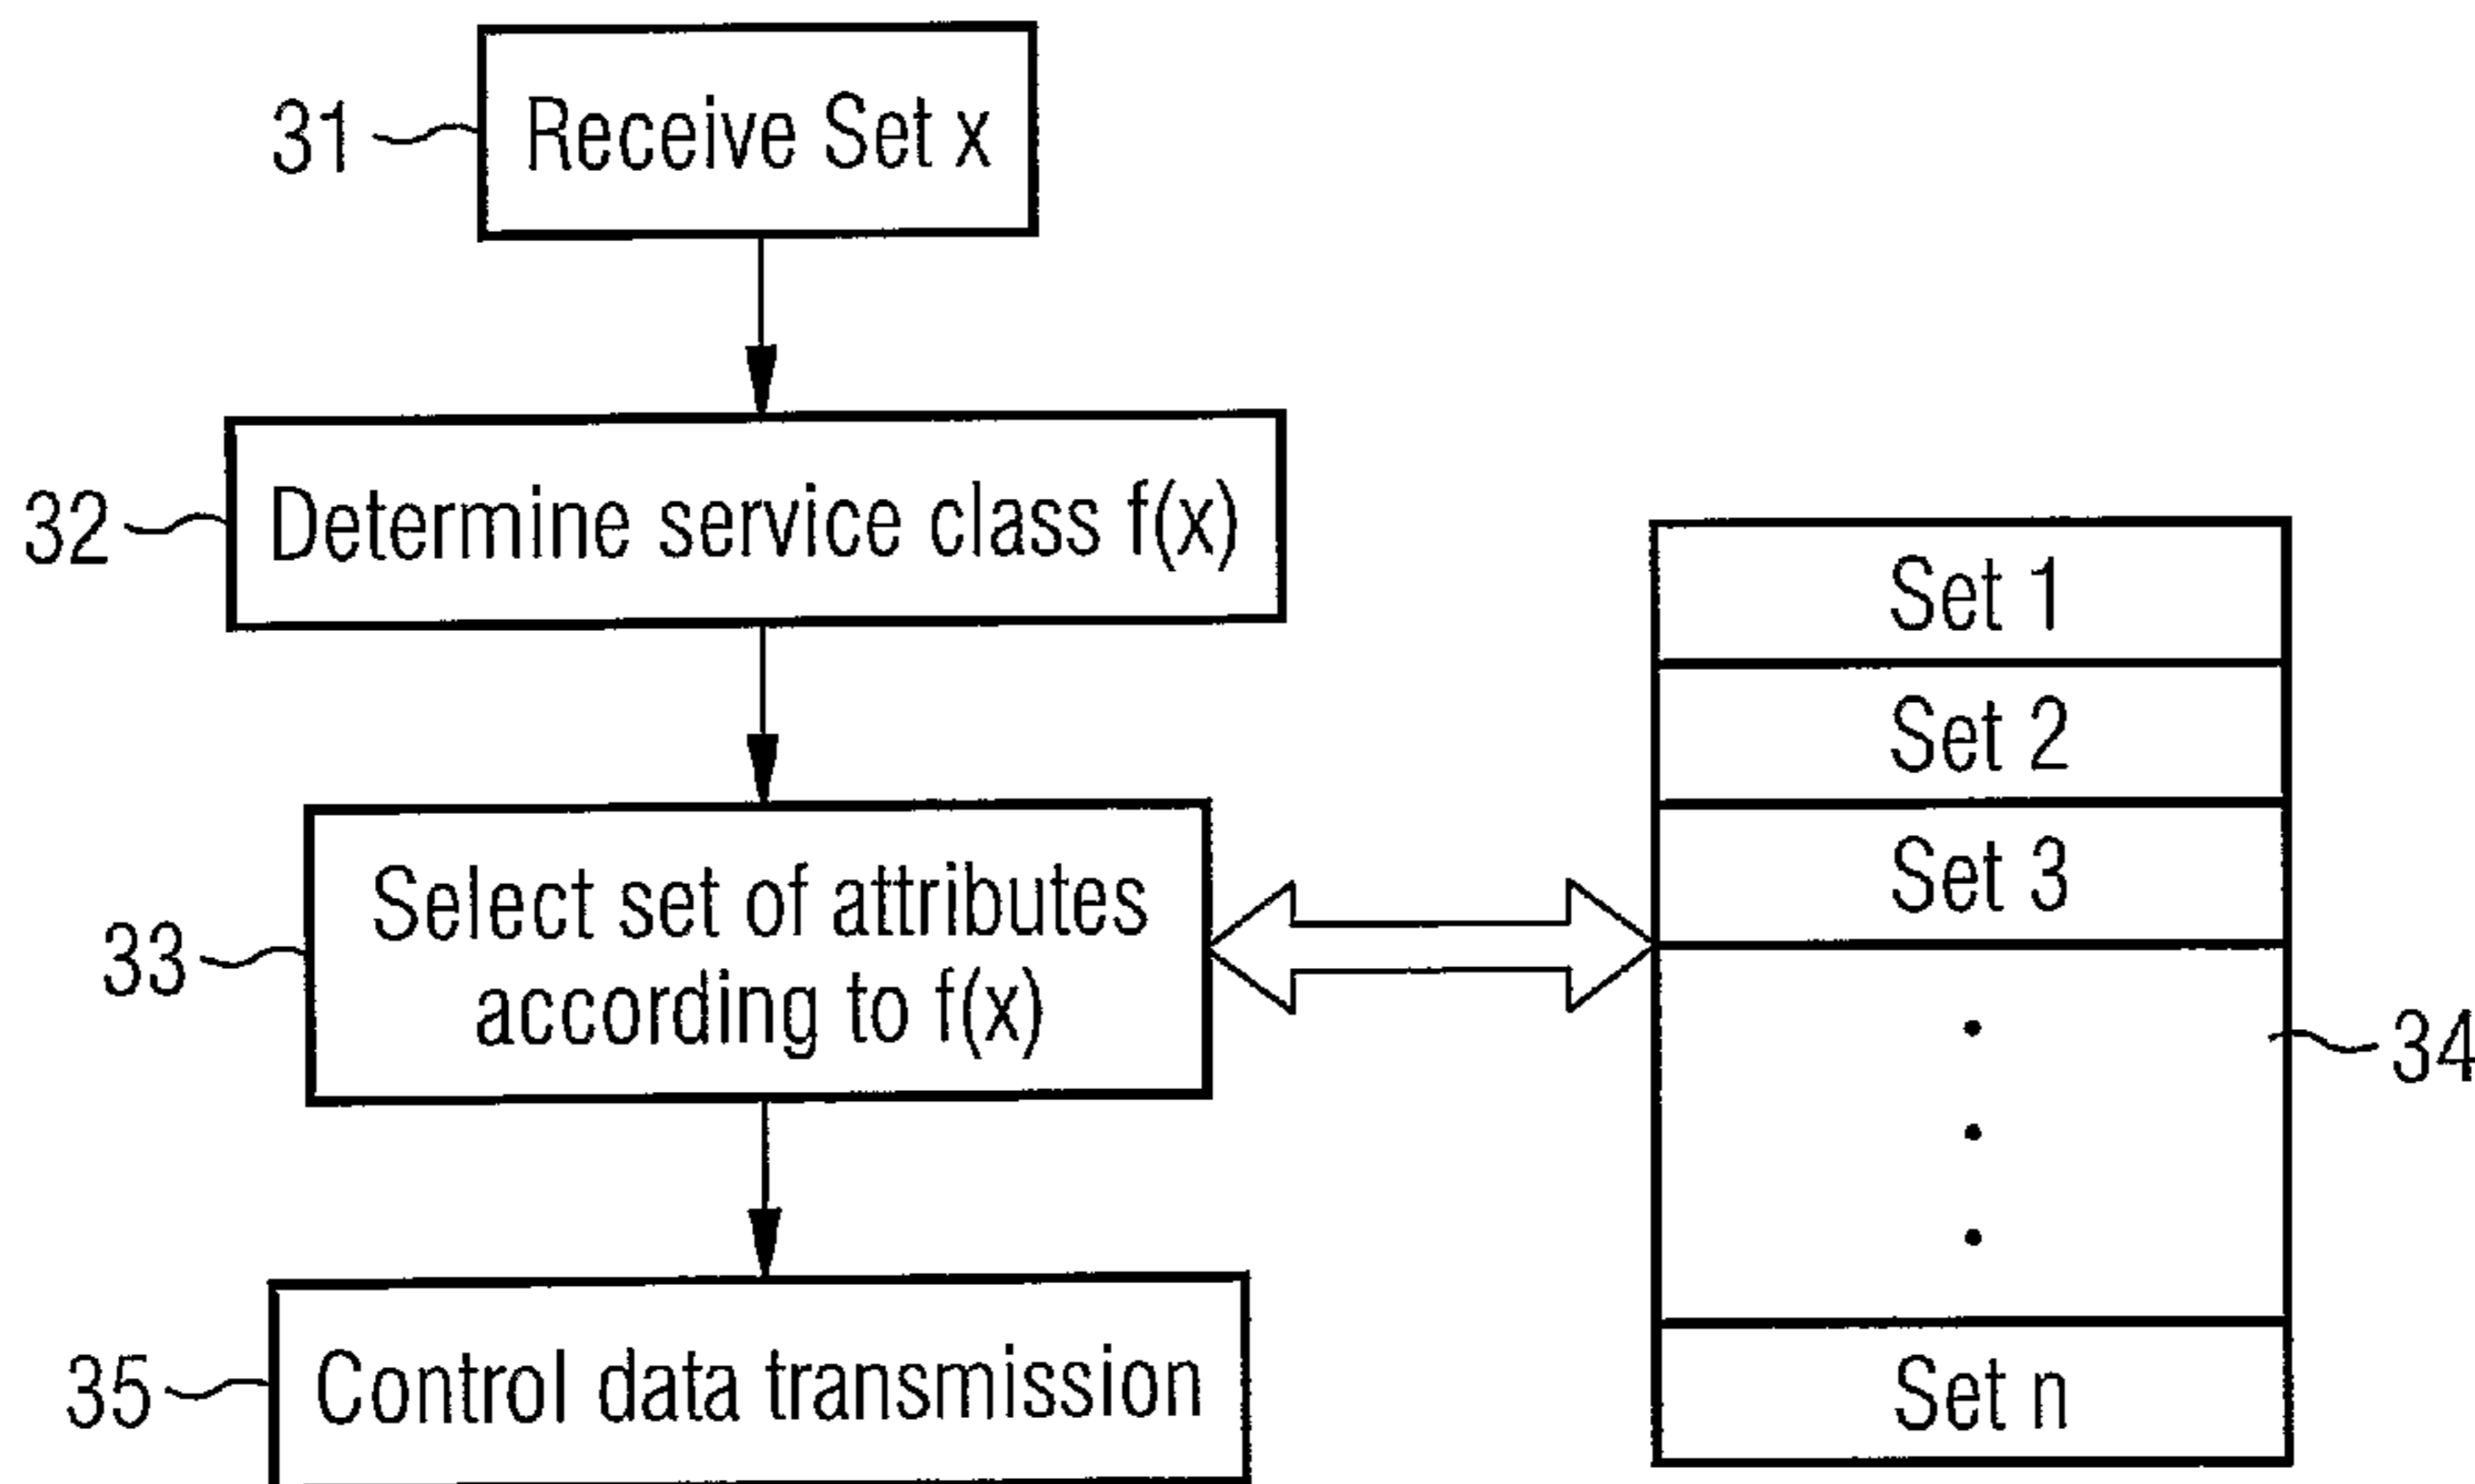 31
Receive Set x
32
Determine service class f(x)
33
Select set of attributes
according to f(x)
35
Control data transmission
Set 1
Set 2
Set 3
34
Set n